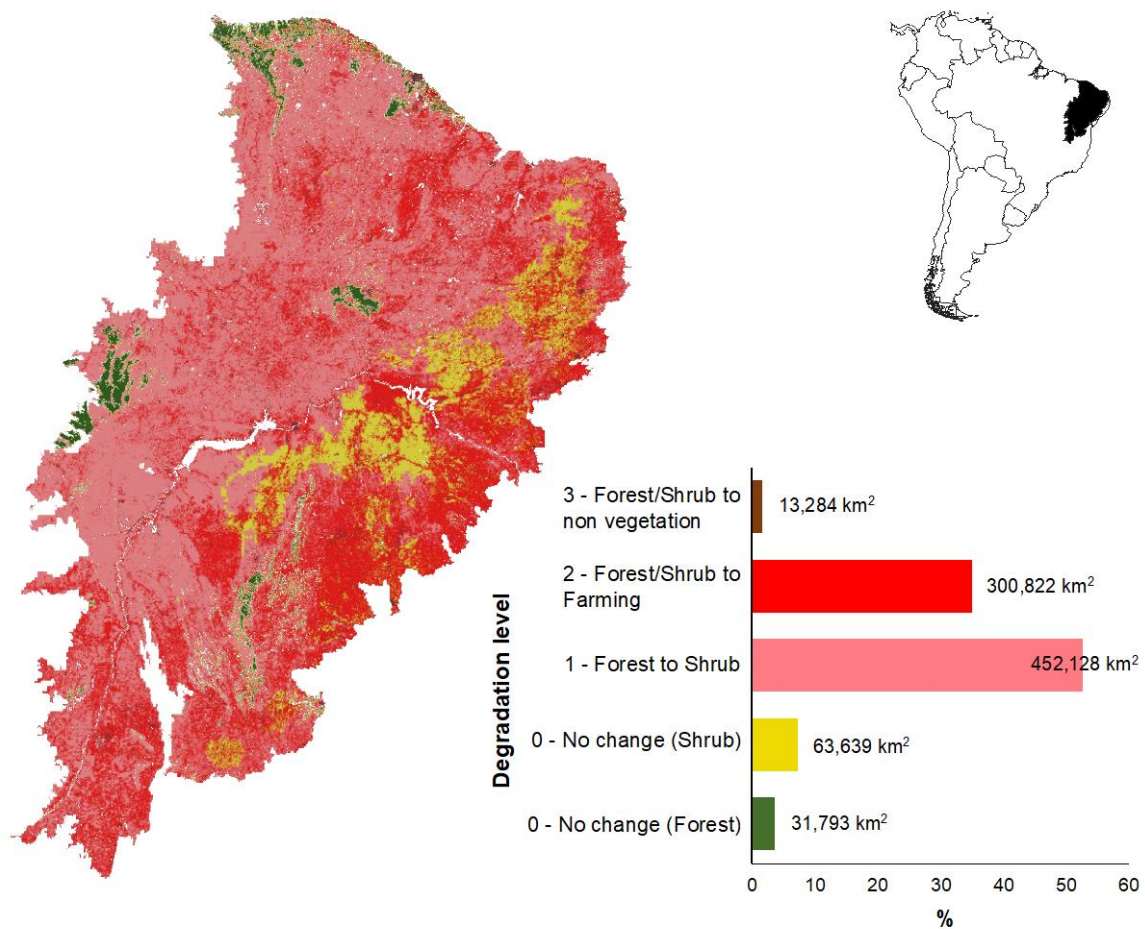 3 - Forest/Shrub to
non vegetation
13,284 km²
2 - Forest/Shrub to
Farming
300,822 km²
1 - Forest to Shrub
452,128 km²
0 - No change (Shrub)
63,639 km²
0 - No change (Forest)
31,793 km²
Degradation level
0 10 20 30 40 50 60
%